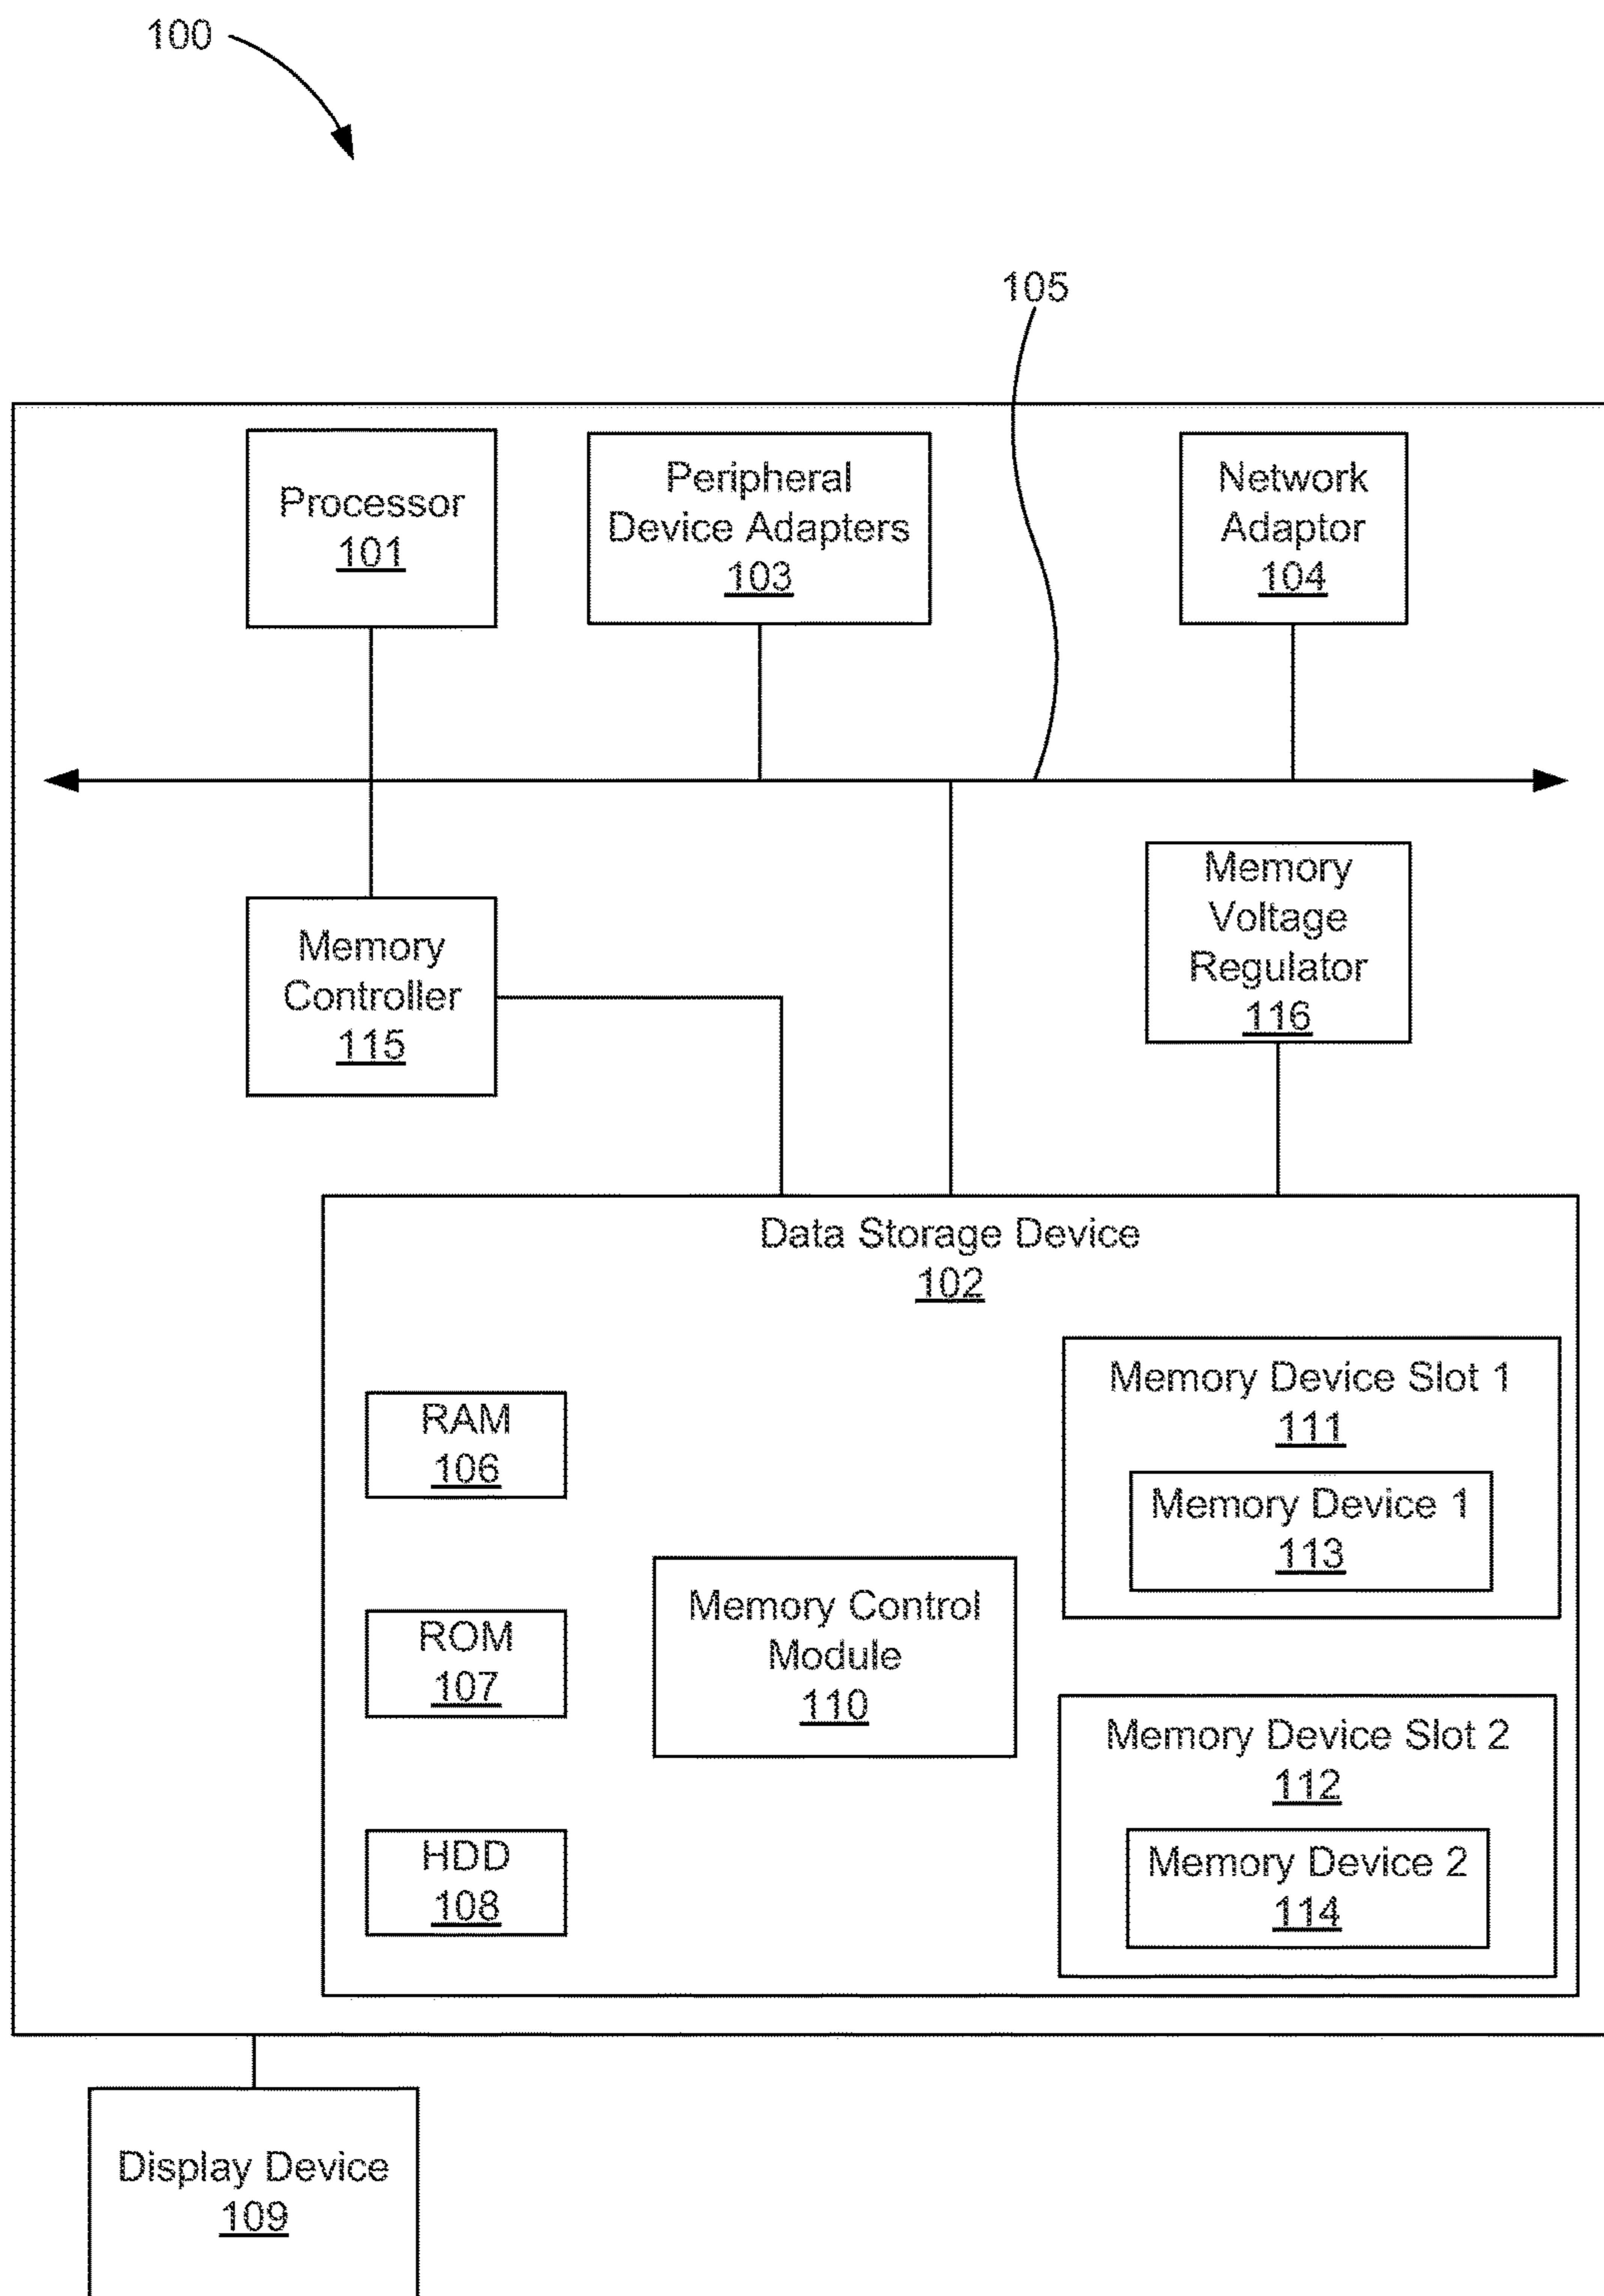 100
105
Processor
101
Peripheral
Device Adapters
103
Network
Adaptor
104
Memory
Controller
115
Memory
Voltage
Regulator
116
Data Storage Device
102
RAM
106
ROM
107
HDD
108
Memory Control
Module
110
Memory Device Slot 1
111
Memory Device 1
113
Memory Device Slot 2
112
Memory Device 2
114
Display Device
109